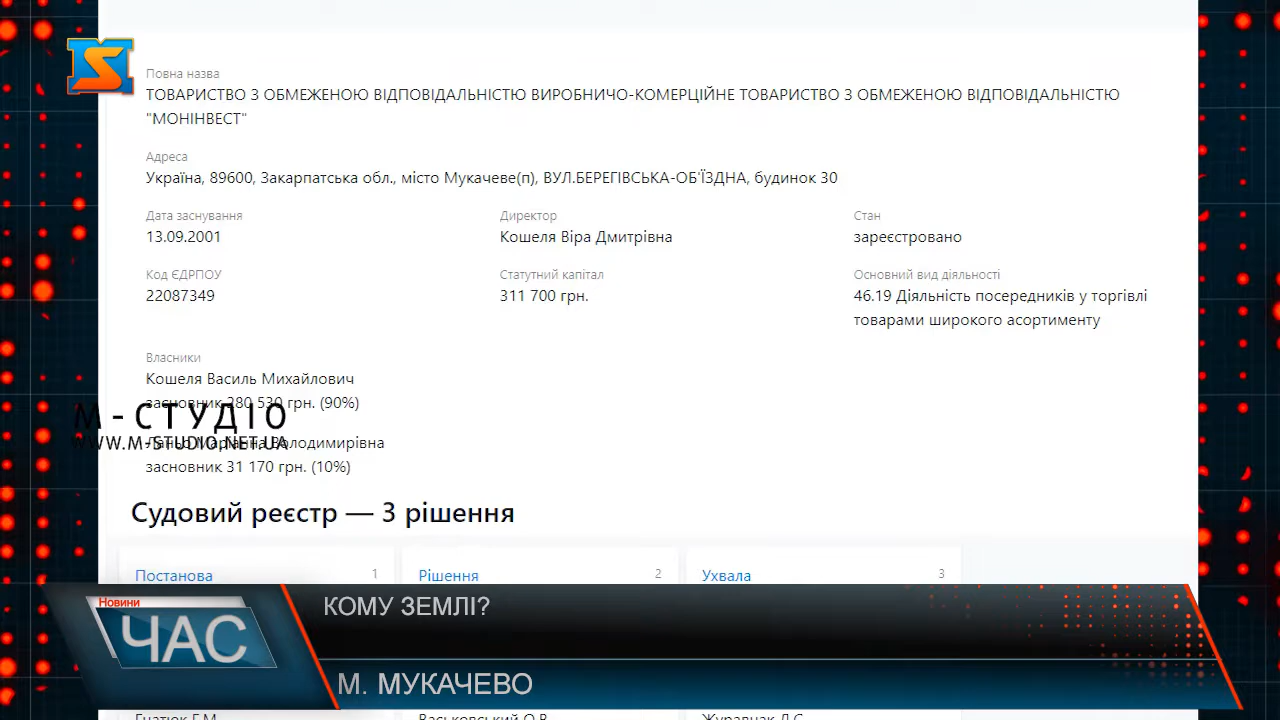 Повна назва
ТОВАРИСТВО З ОБМЕЖЕНОЮ ВІДПОВІДАЛЬНІСТЮ ВИРОБНИЧО-КОМЕРЦІЙНЕ ТОВАРИСТВО З ОБМЕЖЕНОЮ ВІДПОВІДАЛЬНІСТЮ
"МОНІНВЕСТ"
Адреса
Україна, 89600, Закарпатська обл., місто Мукачеве(п), ВУЛ.БЕРЕГІВСЬКА-ОБ'ЇЗДНА, будинок 30
Дата заснування
13.09.2001
Директор
Кошеля Віра Дмитрівна
Стан
зареєстровано
Код ЄДРПОУ
22087349
Статутний капітал
311 700 грн.
Основний вид діяльності
46.19 Діяльність посередників у торгівлі
товарами широкого асортименту
Власники
Кошеля Василь Михайлович
засновник 280 530 грн. (90%)
М-СТУДІО
WWW.M-STUDIO.NET.UA
Маріанна Володимирівна
засновник 31 170 грн. (10%)
Судовий реєстр — 3 рішення
Постанова 1
Рішення 2
Ухвала 3
Новини
ЧАС
КОМУ ЗЕМЛІ?
М. МУКАЧЕВО
Гнатюк Г.М.
Васьковський О.В.